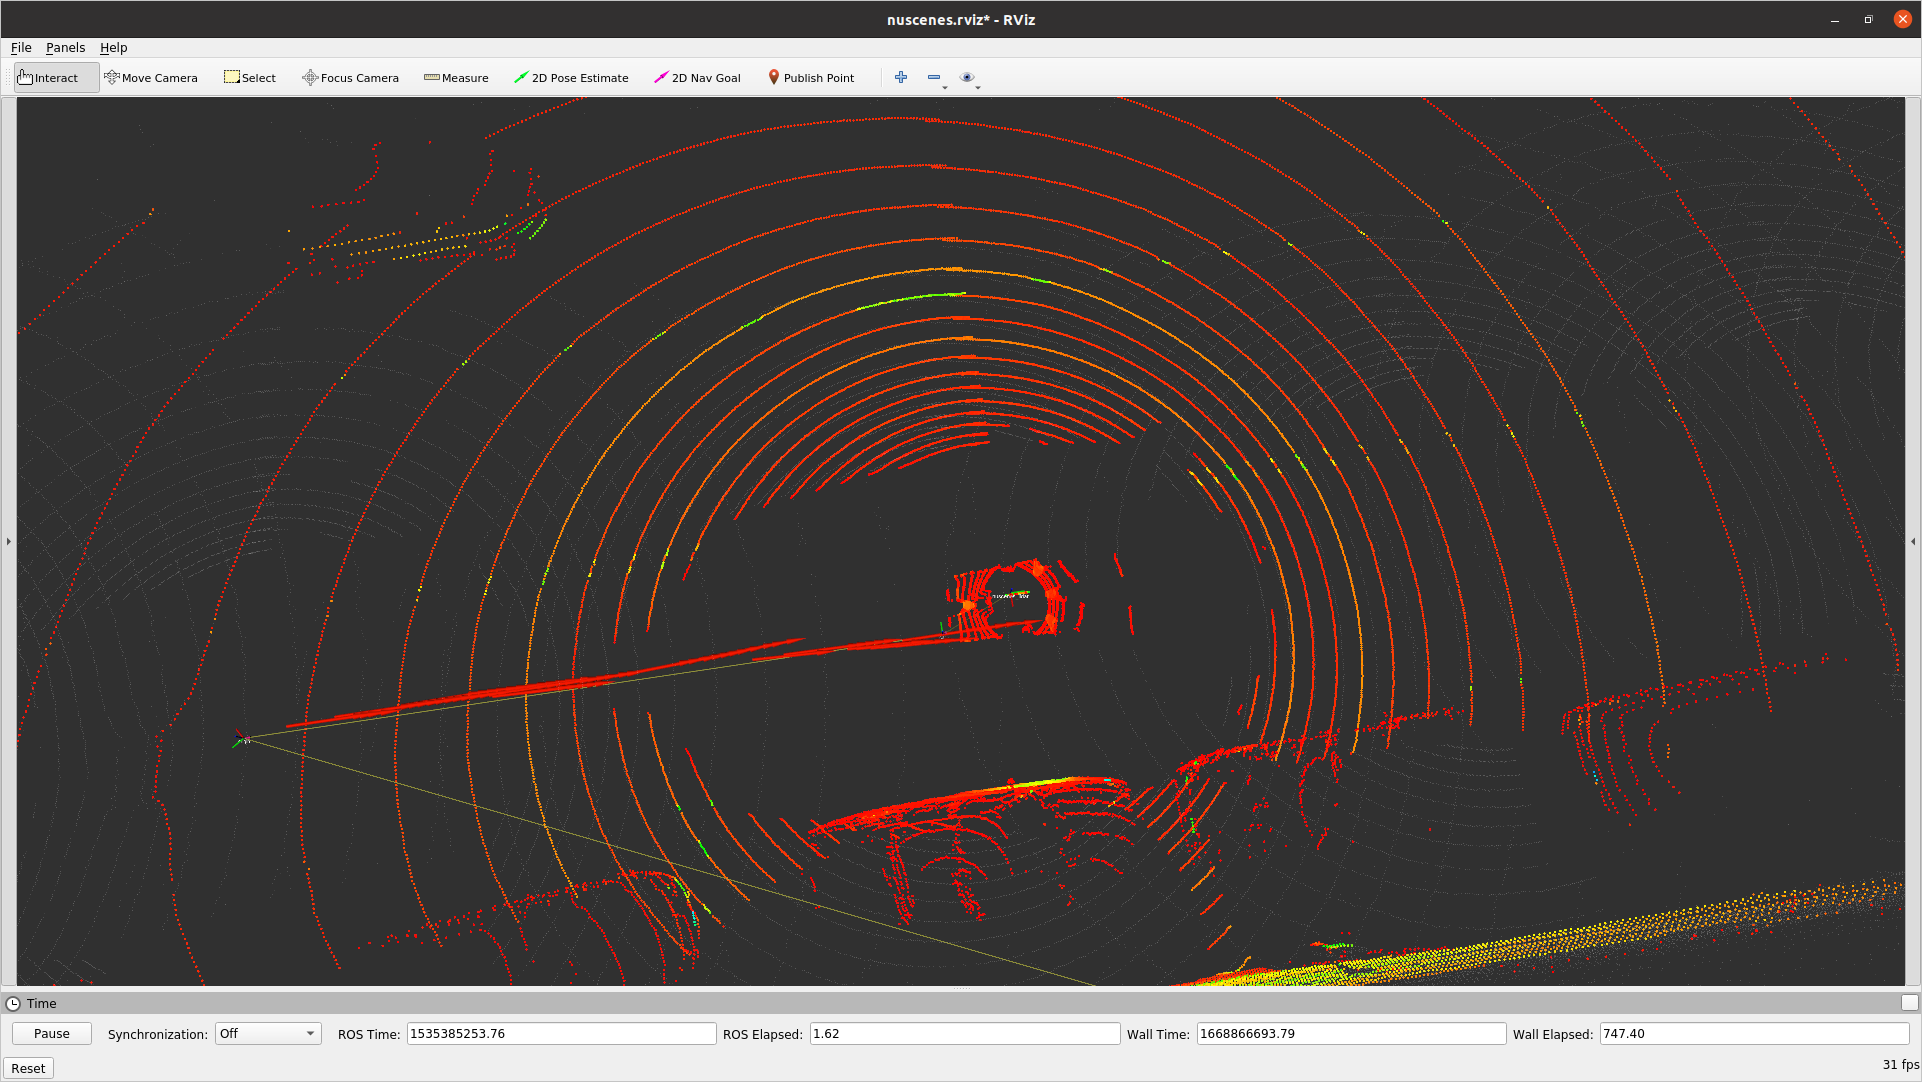 nuscenes.rviz* - RViz
File Panels Help
Interact Move Camera Select Focus Camera Measure 2D Pose Estimate 2D Nav Goal Publish Point
Time
Pause Synchronization: Off ROS Time: 1535385253.76 ROS Elapsed: 1.62 Wall Time: 1668866693.79 Wall Elapsed: 747.40
Reset 31 fps